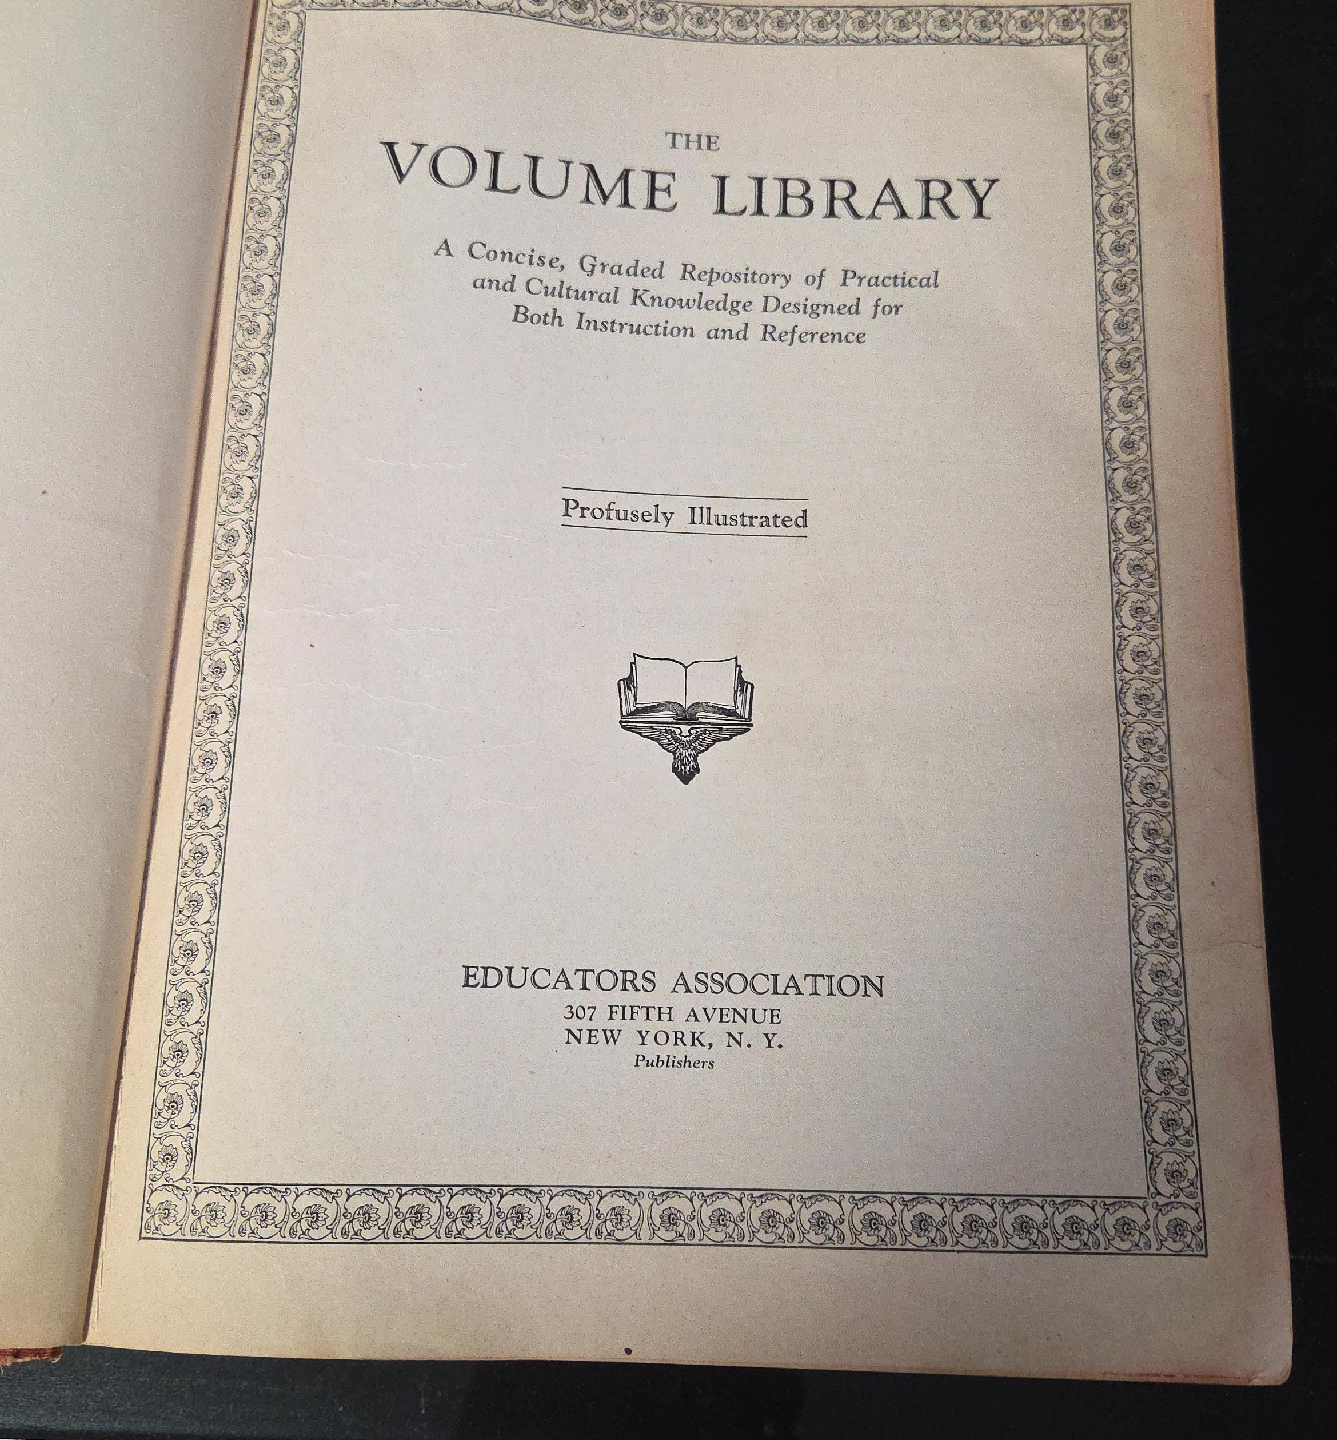 THE
VOLUME LIBRARY
A Concise, Graded Repository of Practical
and Cultural Knowledge Designed for
Both Instruction and Reference
Profusely Illustrated
EDUCATORS ASSOCIATION
307 FIFTH AVENUE
NEW YORK, N. Y.
Publishers